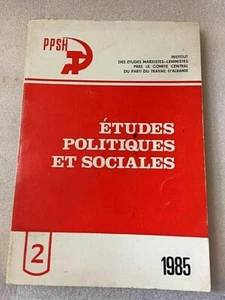 PPSH
INSTITUT
DES ÉTUDES MARXISTES-LÉNINISTES
PRÈS LE COMITÉ CENTRAL
DU PARTI DU TRAVAIL D'ALBANIE
ÉTUDES
POLITIQUES
ET SOCIALES
2
1985